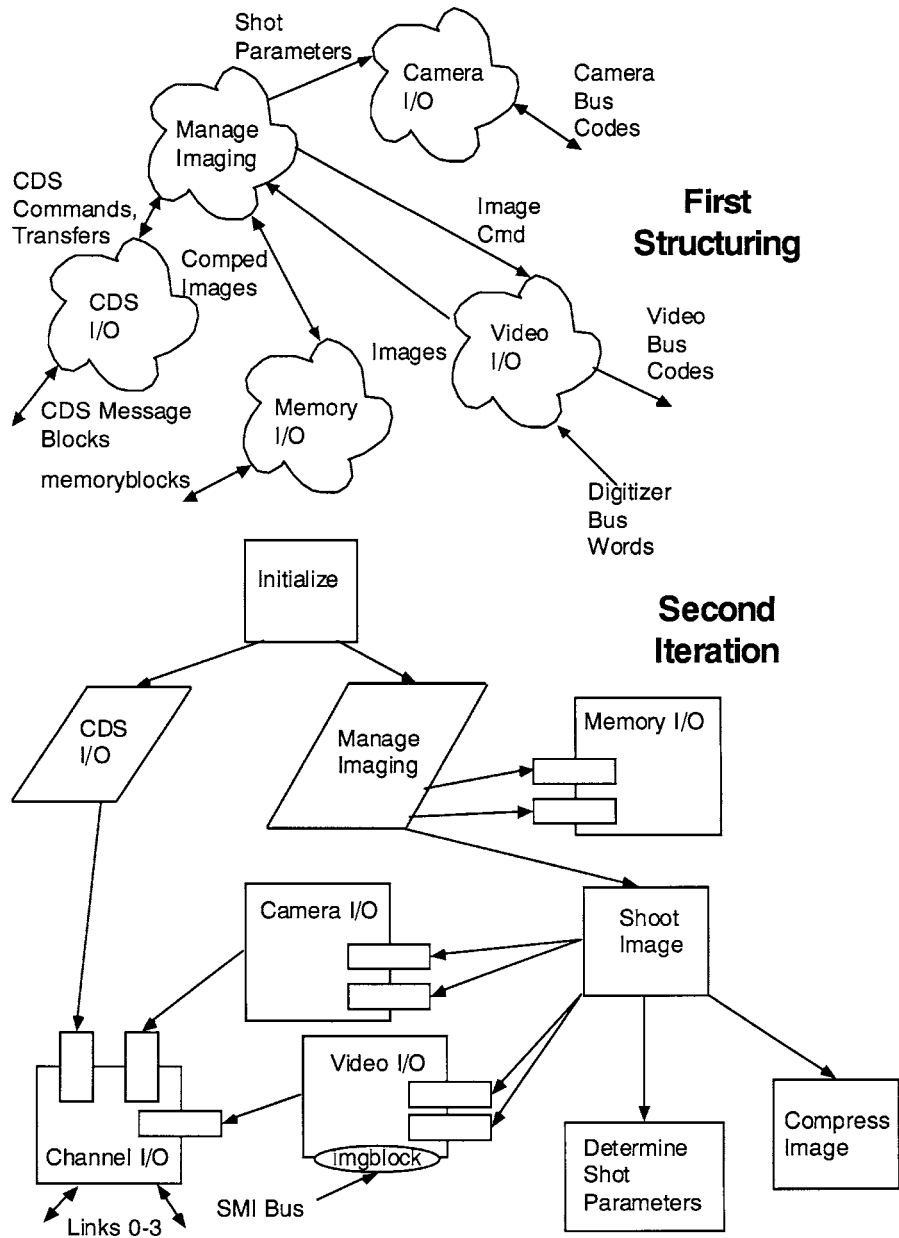 Shot
Parameters
Camera
I/O
Camera
Bus
Codes
Manage
Imaging
CDS
Commands,
Transfers
Image
Cmd
First
Structuring
Comped
Images
CDS
I/O
Images
Video
I/O
Video
Bus
Codes
CDS Message
Blocks
Memory
I/O
memoryblocks
Digitizer
Bus
Words
Initialize
Second
Iteration
CDS
I/O
Manage
Imaging
Memory I/O
Camera I/O
Shoot
Image
Video I/O
Channel I/O
imgblock
SMI Bus
Links 0-3
Determine
Shot
Parameters
Compress
Image